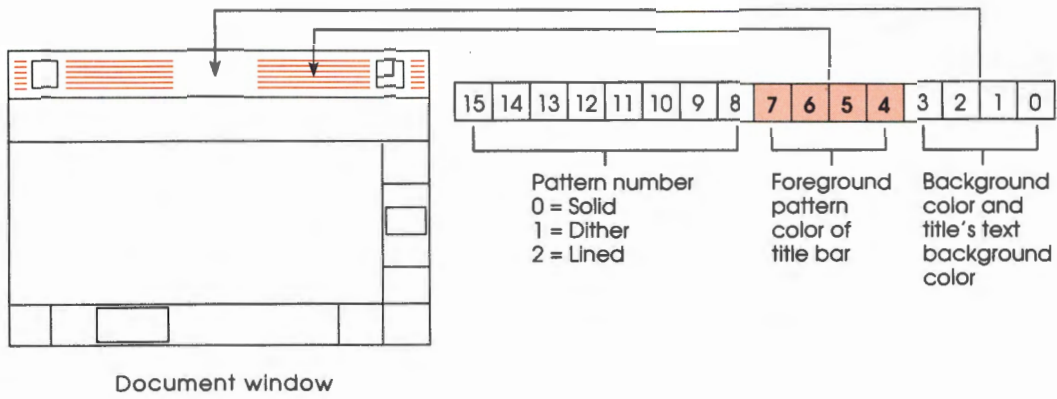 15 14 13 12 11 10 9 8 7 6 5 4 3 2 1 0
Pattern number
0 = Solid
1 = Dither
2 = Lined
Foreground
pattern
color of
title bar
Background
color and
title's text
background
color
Document window